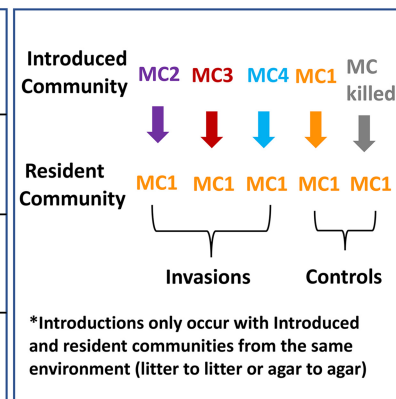 Introduced Community MC2 MC3 MC4 MC1 MC killed
Resident Community MC1 MC1 MC1 MC1 MC1
Invasions Controls
*Introductions only occur with Introduced
and resident communities from the same
environment (litter to litter or agar to agar)